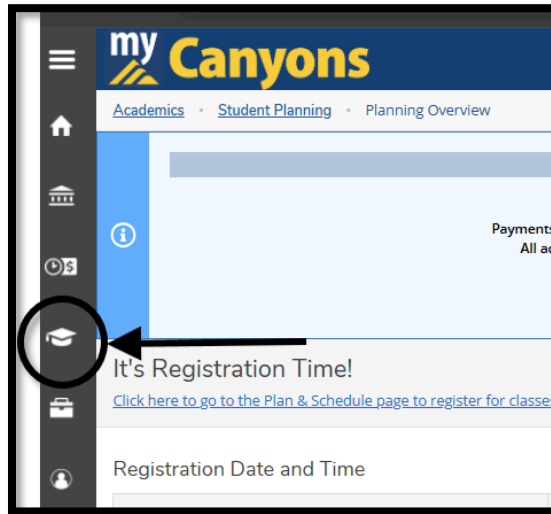 my Canyons
Academics · Student Planning · Planning Overview
Payments
All
It's Registration Time!
Click here to go to the Plan & Schedule page to register for classes
Registration Date and Time